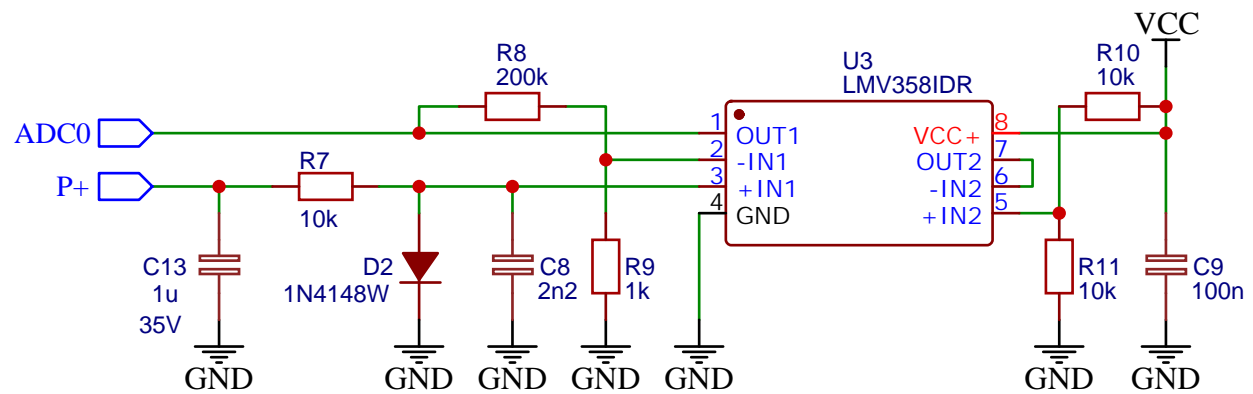 VCC
R8
200k
U3
LMV358IDR
R10
10k
ADC0
1
OUT1
VCC+
8
2
-IN1
OUT2
7
P+
R7
10k
3
+IN1
-IN2
6
4
GND
+IN2
5
C13
1u
35V
D2
1N4148W
C8
2n2
R9
1k
R11
10k
C9
100n
GND
GND
GND
GND
GND
GND
GND